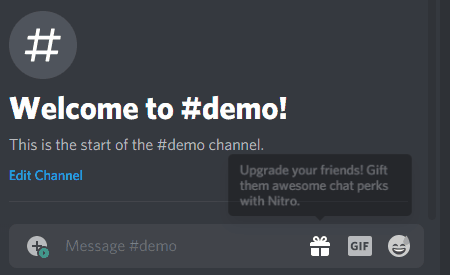 #
Welcome to #demo!
This is the start of the #demo channel.
Edit Channel
Upgrade your friends! Gift
them awesome chat perks
with Nitro.
Message #demo
GIF